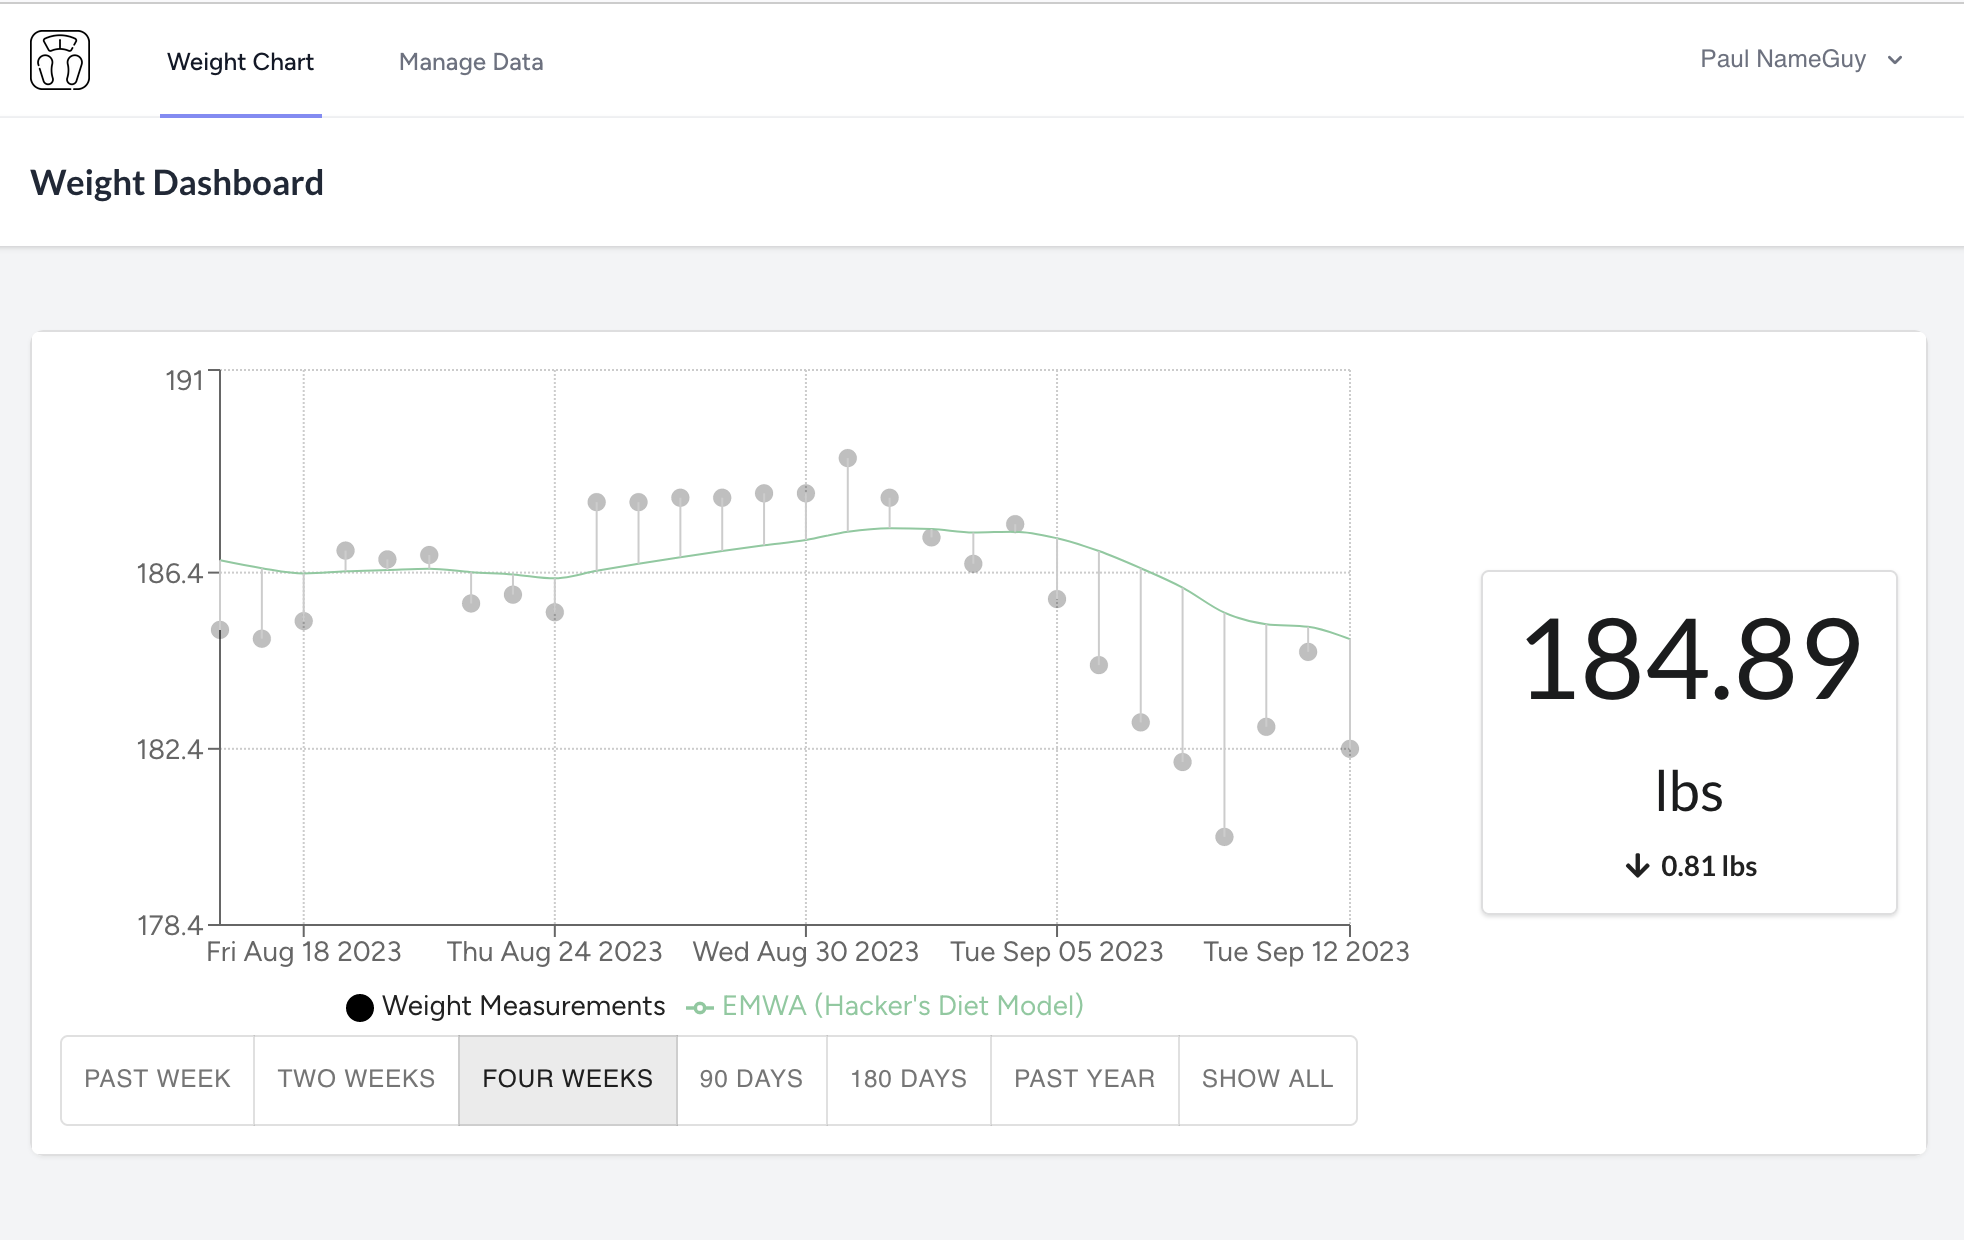 Weight Chart
Manage Data
Paul NameGuy
Weight Dashboard
191
186.4
182.4
178.4
Fri Aug 18 2023
Thu Aug 24 2023
Wed Aug 30 2023
Tue Sep 05 2023
Tue Sep 12 2023
Weight Measurements
EMWA (Hacker's Diet Model)
PAST WEEK
TWO WEEKS
FOUR WEEKS
90 DAYS
180 DAYS
PAST YEAR
SHOW ALL
184.89
lbs
0.81 lbs